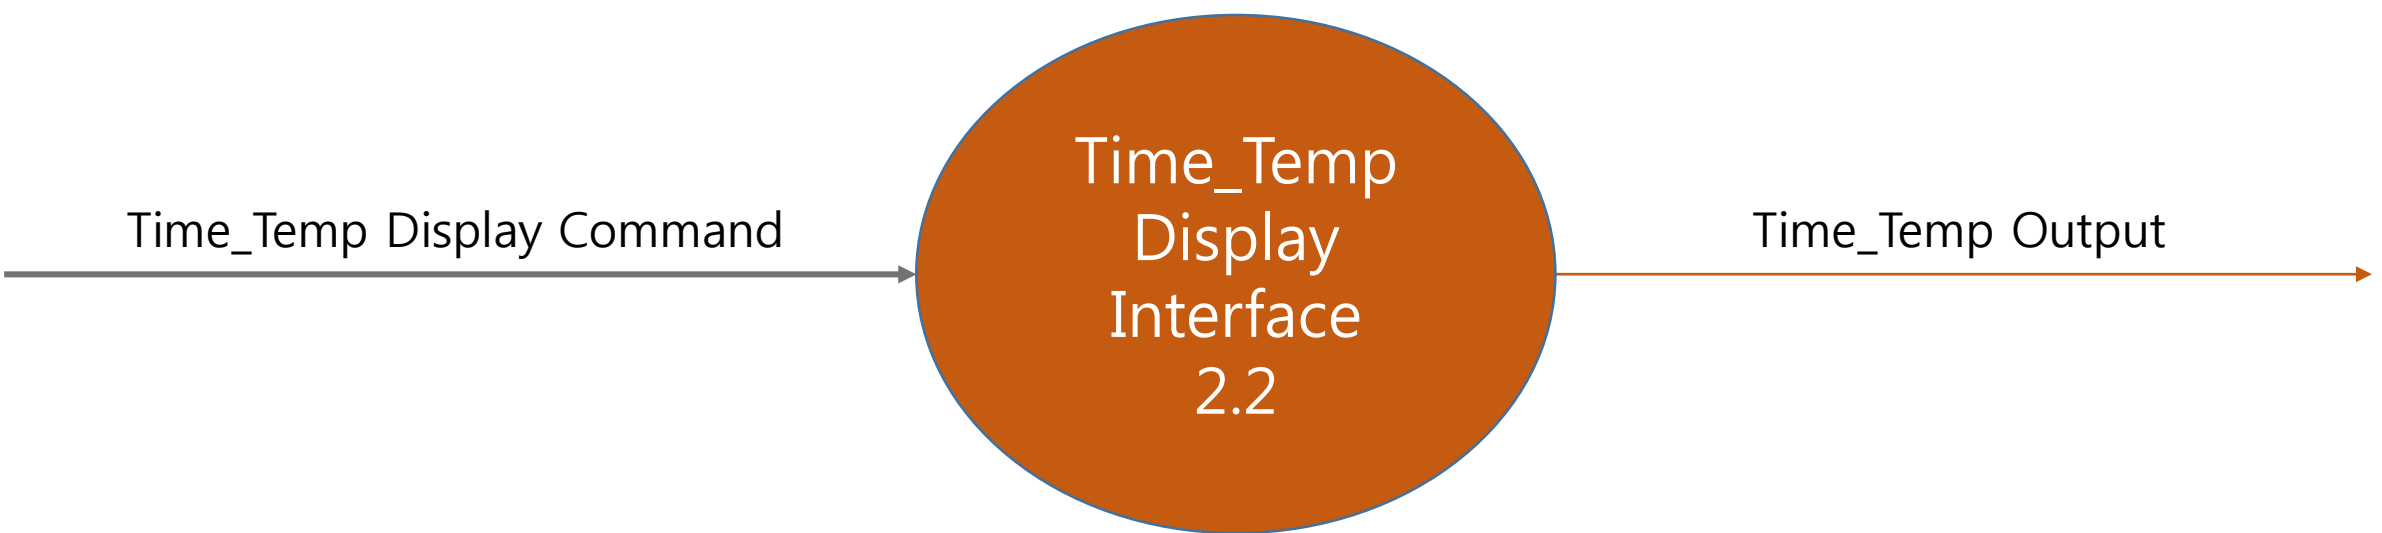 Time_Temp Display Command
Time_Temp
Display
Interface
2.2
Time_Temp Output